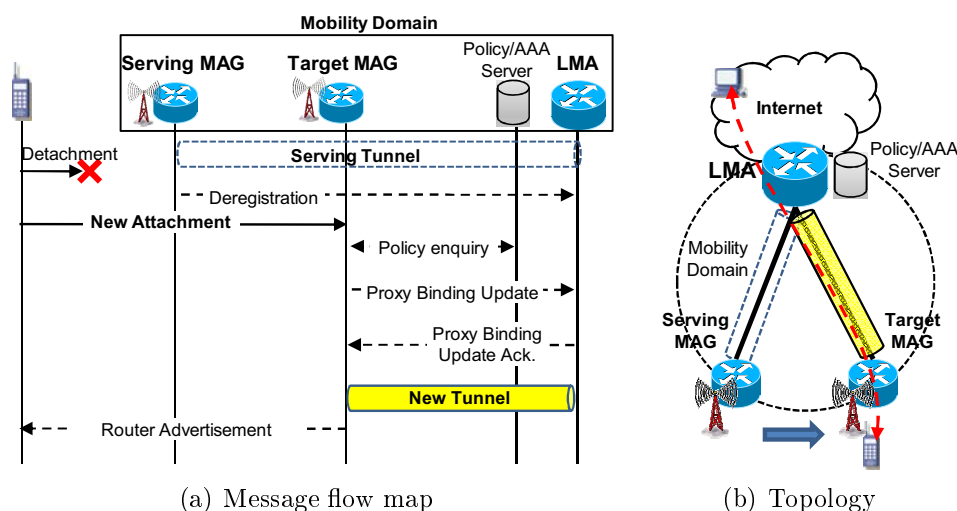 Mobility Domain
Serving MAG
Target MAG
Policy/AAA
Server
LMA
Detachment
Serving Tunnel
Deregistration
New Attachment
Policy enquiry
Proxy Binding Update
Proxy Binding
Update Ack.
New Tunnel
Router Advertisement
(a) Message flow map
Internet
LMA
Policy/AAA
Server
Mobility
Domain
Serving
MAG
Target
MAG
(b) Topology